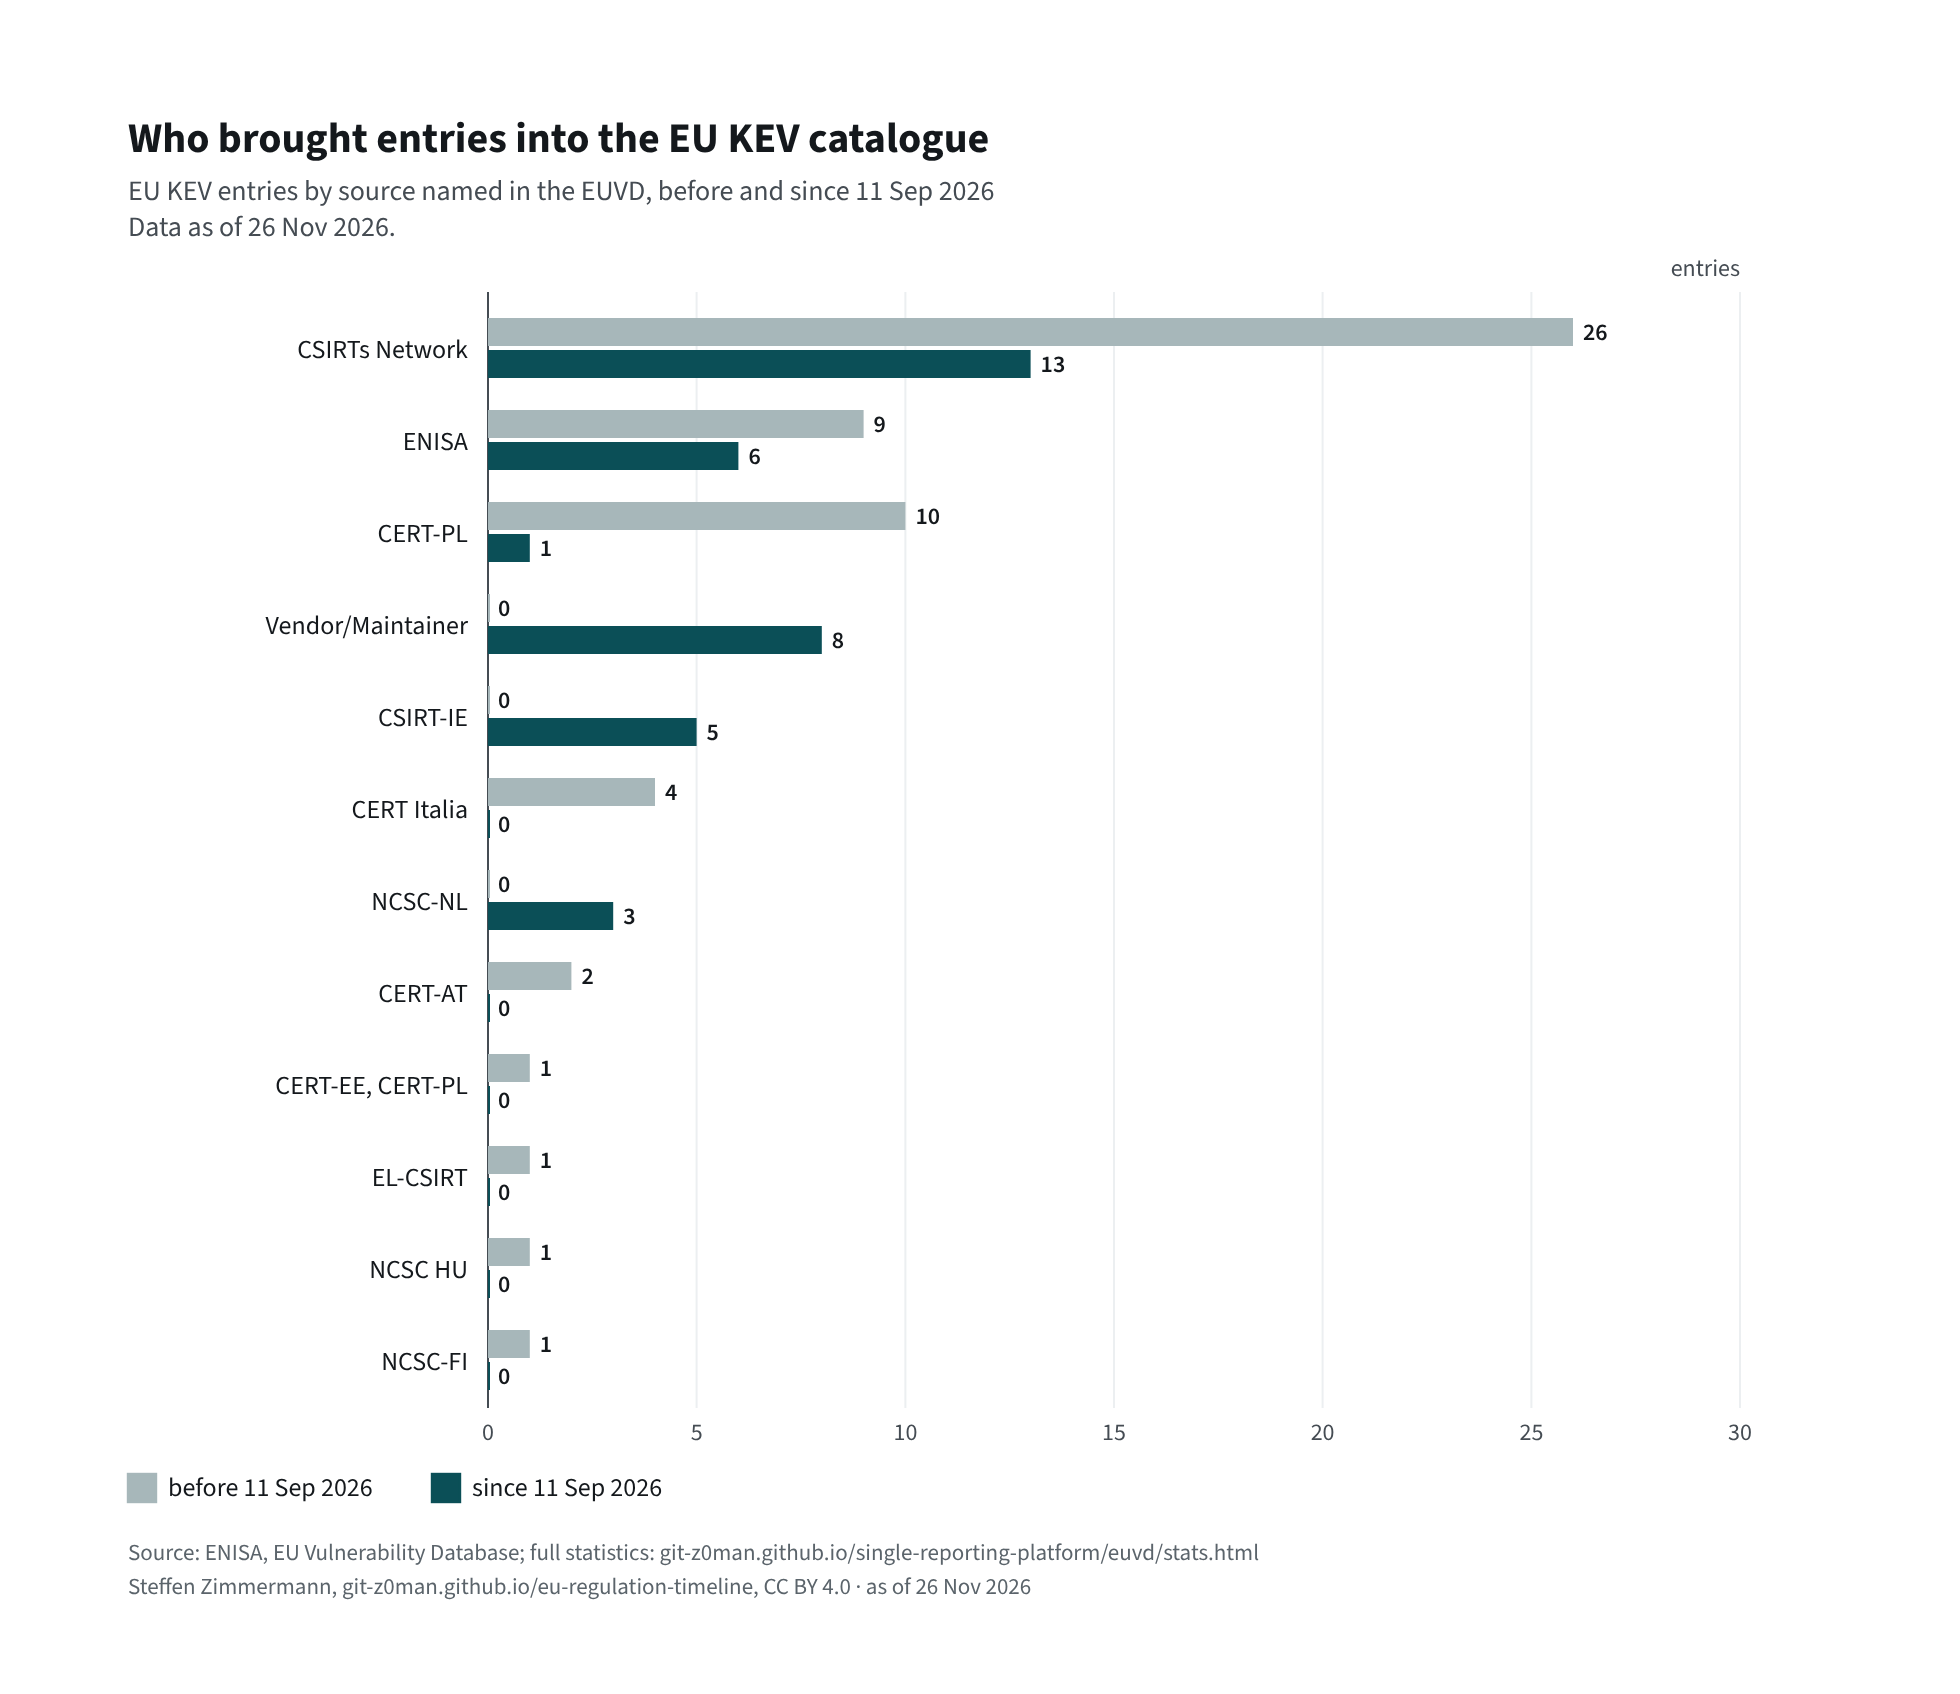 Who brought entries into the EU KEV catalogue
EU KEV entries by source named in the EUVD, before and since 11 Sep 2026
Data as of 26 Nov 2026.
entries
CSIRTs Network
26
13
ENISA
9
6
CERT-PL
10
1
Vendor/Maintainer
0
8
CSIRT-IE
0
5
CERT Italia
4
0
NCSC-NL
0
3
CERT-AT
2
0
CERT-EE, CERT-PL
1
0
EL-CSIRT
1
0
NCSC HU
1
0
NCSC-FI
1
0
0 5 10 15 20 25 30
before 11 Sep 2026 since 11 Sep 2026
Source: ENISA, EU Vulnerability Database; full statistics: git-z0man.github.io/single-reporting-platform/euvd/stats.html
Steffen Zimmermann, git-z0man.github.io/eu-regulation-timeline, CC BY 4.0 · as of 26 Nov 2026